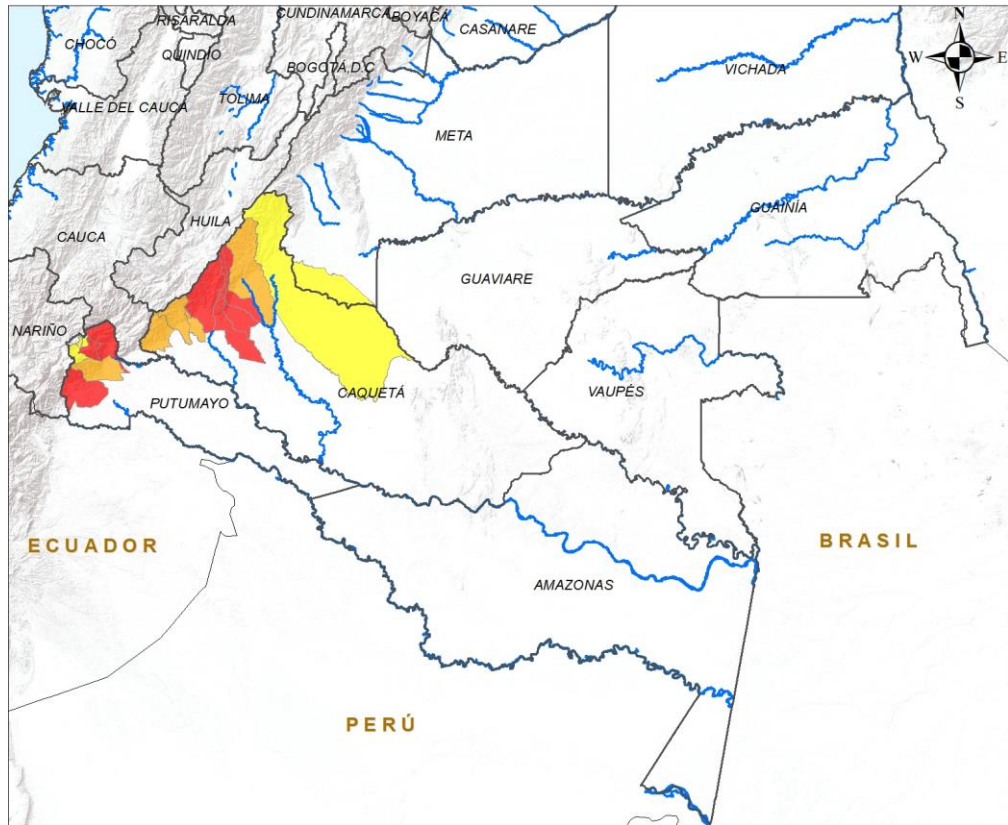 CUNDINAMARCA
BOYACÁ
RISARALDA
CASANARE
N
CHOCÓ
QUINDÍO
BOGOTÁ D.C
W
E
VICHADA
S
TOLIMA
VALLE DEL CAUCA
META
GUAINÍA
HUILA
CAUCA
GUAVIARE
NARIÑO
CAQUETÁ
VAUPÉS
PUTUMAYO
ECUADOR
BRASIL
AMAZONAS
PERÚ